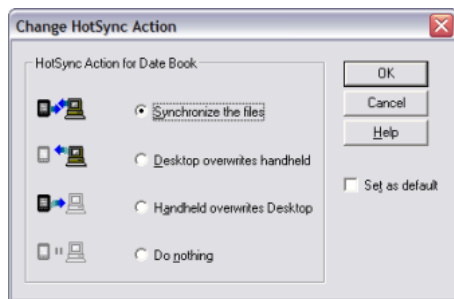 Change HotSync Action
HotSync Action for Date Book
Synchronize the files
Desktop overwrites handheld
Handheld overwrites Desktop
Do nothing
OK
Cancel
Help
Set as default